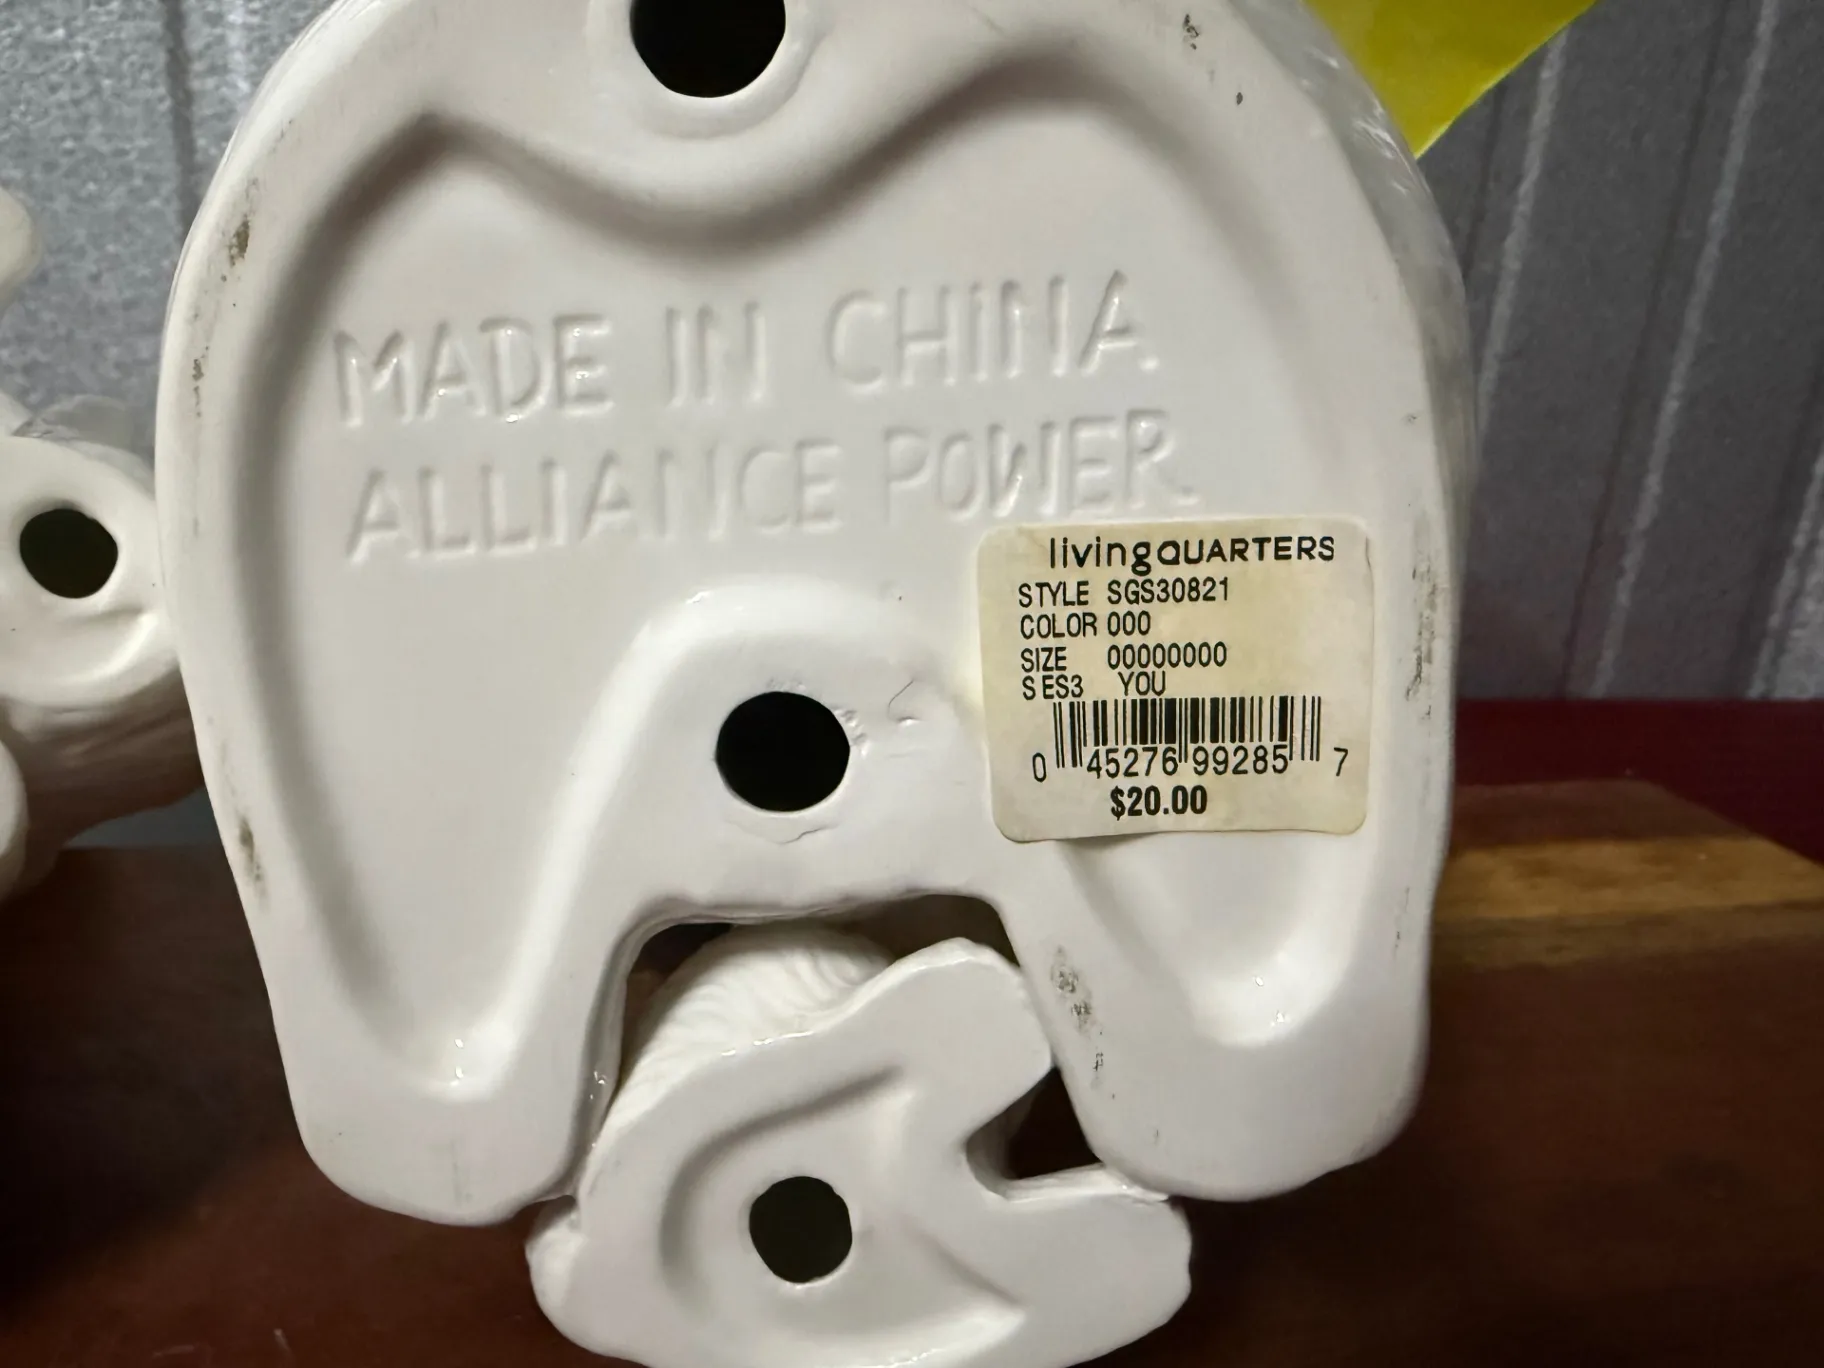 MADE IN CHINA
ALLIANCE POWER
livingQUARTERS
STYLE SGS30821
COLOR 000
SIZE 00000000
SES3 YOU
0 45276 99285 7
$20.00